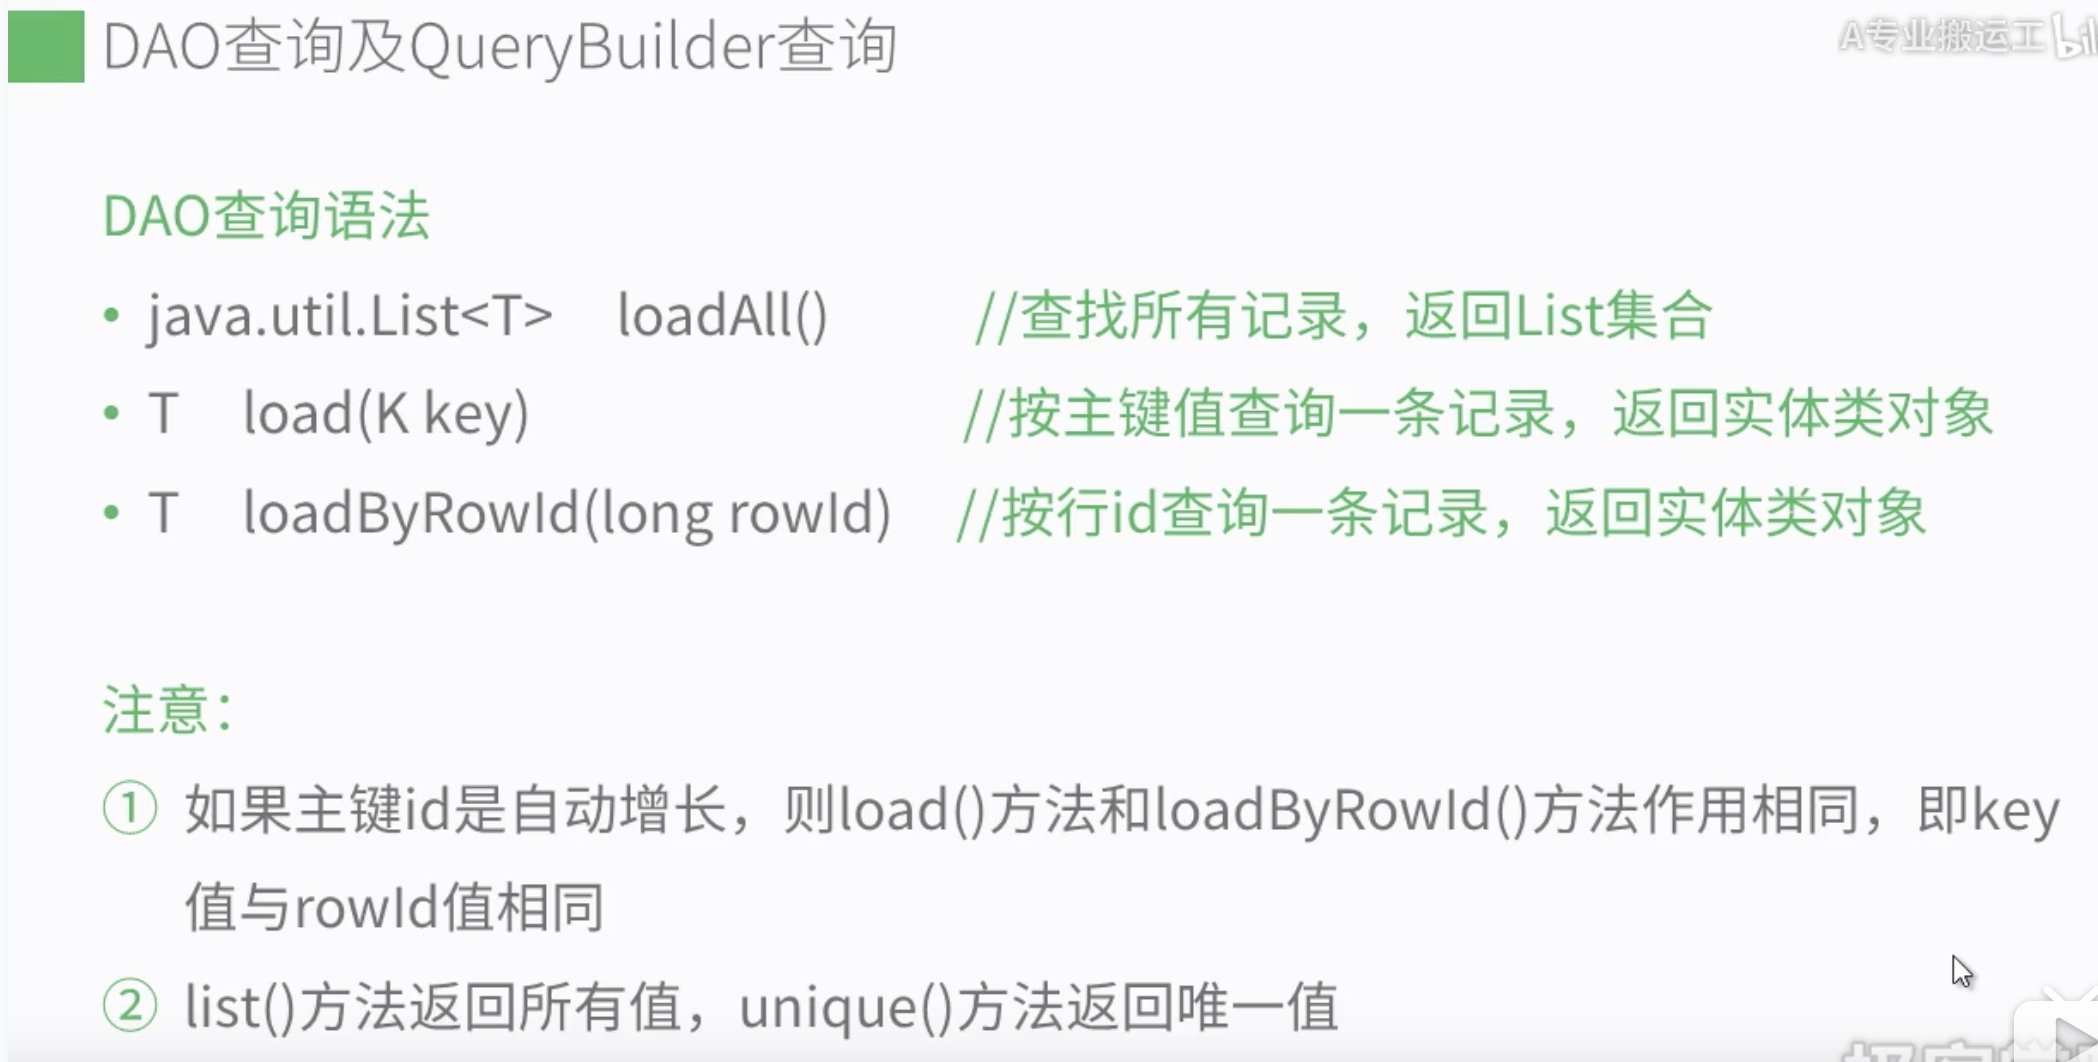 DAO查询及QueryBuilder查询
A专业搬运工
DAO查询语法
• java.util.List<T> loadAll() //查找所有记录，返回List集合
• T load(K key) //按主键值查询一条记录，返回实体类对象
• T loadByRowId(long rowId) //按行id查询一条记录，返回实体类对象
注意：
① 如果主键id是自动增长，则load()方法和loadByRowId()方法作用相同，即key
值与rowId值相同
② list()方法返回所有值，unique()方法返回唯一值